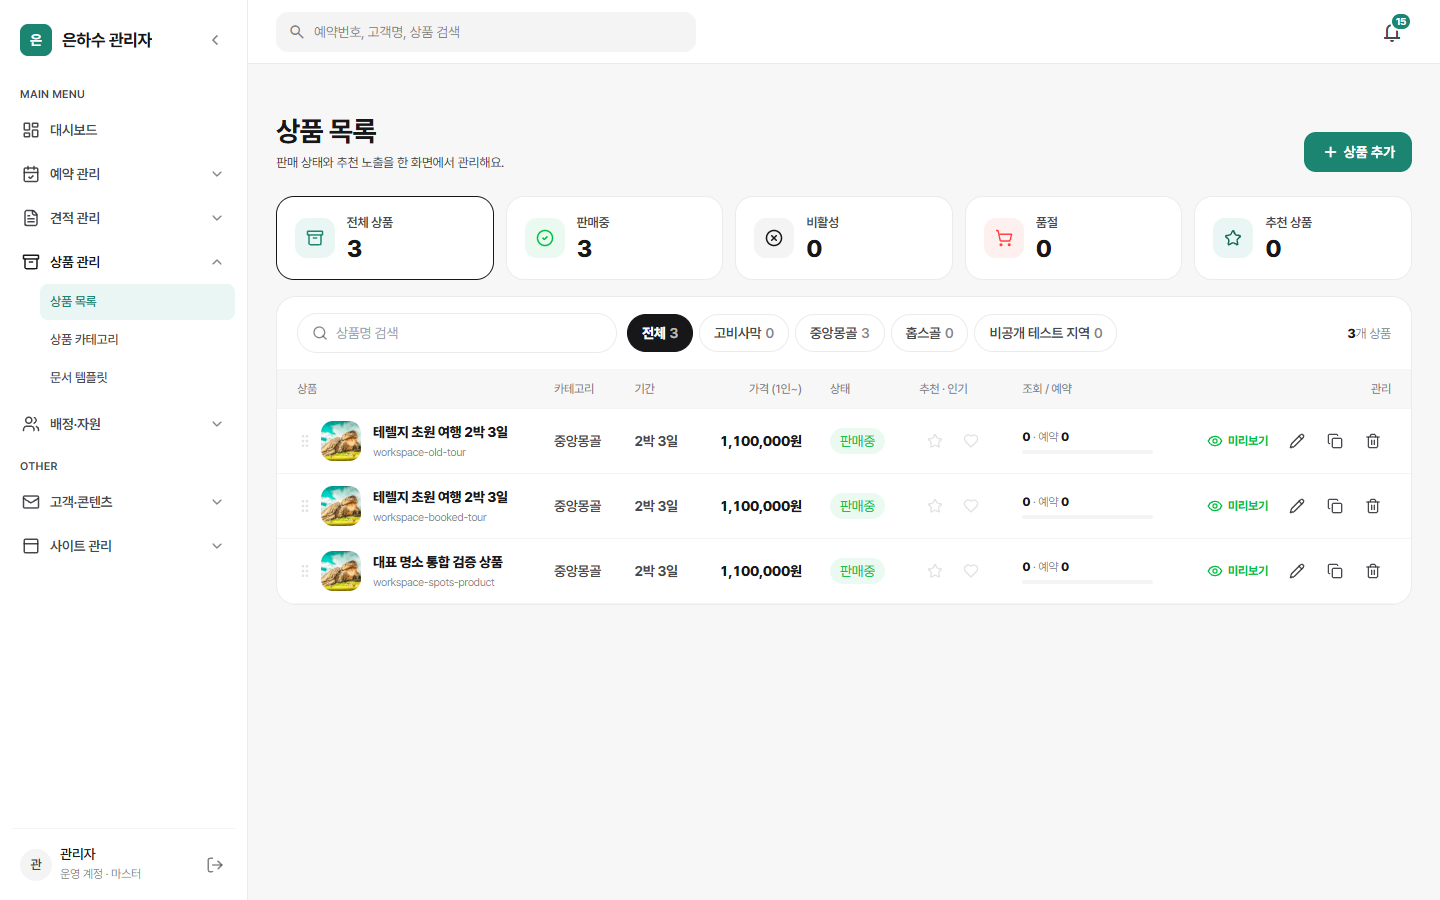 은 은하수 관리자
예약번호, 고객명, 상품 검색
15
MAIN MENU
대시보드
예약 관리
견적 관리
상품 관리
상품 목록
상품 카테고리
문서 템플릿
배정·자원
OTHER
고객·콘텐츠
사이트 관리
관 관리자
운영 계정 · 마스터
상품 목록
판매 상태와 추천 노출을 한 화면에서 관리해요.
상품 추가
전체 상품
3
판매중
3
비활성
0
품절
0
추천 상품
0
상품명 검색
전체 3 고비사막 0 중앙몽골 3 홉스골 0 비공개 테스트 지역 0
3개 상품
상품 카테고리 기간 가격 (1인~) 상태 추천 · 인기 조회 / 예약 관리
테렐지 초원 여행 2박 3일
workspace-old-tour
중앙몽골 2박 3일 1,100,000원 판매중 0 · 예약 0 미리보기
테렐지 초원 여행 2박 3일
workspace-booked-tour
중앙몽골 2박 3일 1,100,000원 판매중 0 · 예약 0 미리보기
대표 명소 통합 검증 상품
workspace-spots-product
중앙몽골 2박 3일 1,100,000원 판매중 0 · 예약 0 미리보기